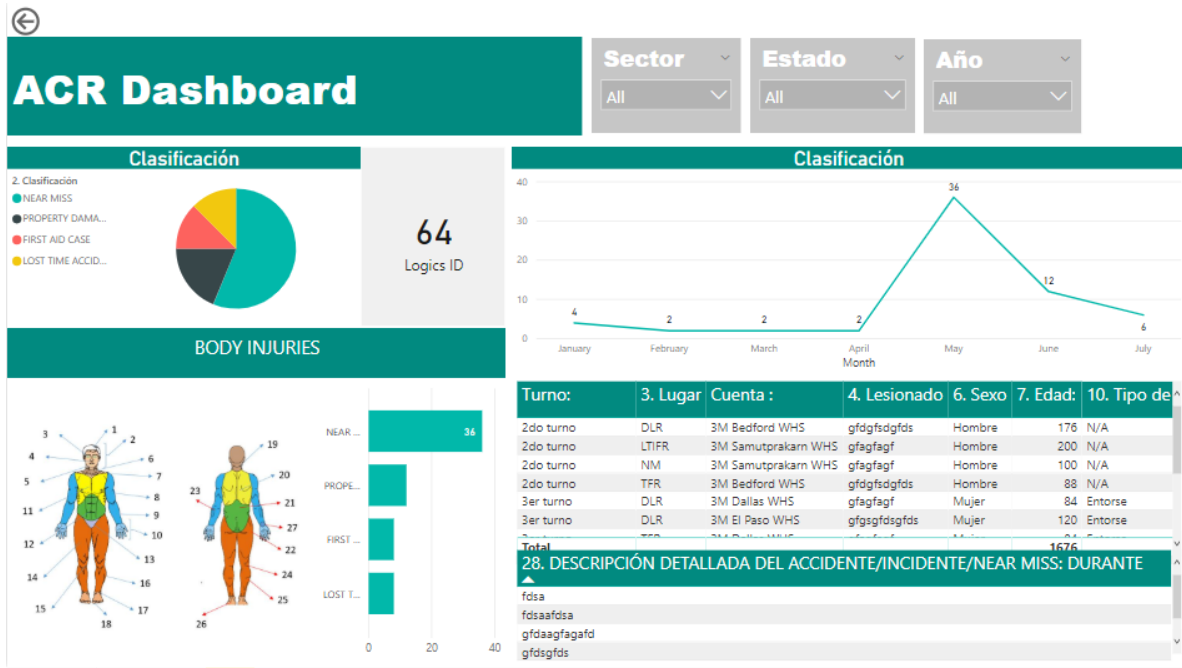 ACR Dashboard
Sector
All
Estado
All
Año
All
Clasificación
2. Clasificación
NEAR MISS
PROPERTY DAMA...
FIRST AID CASE
LOST TIME ACCID...
64
Logics ID
Clasificación
40
30
20
10
0
4
2
2
2
36
12
6
January February March April May June July
Month
BODY INJURIES
1
2
3
4
5
6
7
8
9
10
11
12
13
14
15
16
17
18
19
20
21
22
23
24
25
26
27
NEAR ...
36
PROPE...
FIRST ...
LOST T...
0 20 40
Turno: 3. Lugar Cuenta : 4. Lesionado 6. Sexo 7. Edad: 10. Tipo de
2do turno DLR 3M Bedford WHS gfdgfsdgfds Hombre 176 N/A
2do turno LTIFR 3M Samutprakarn WHS gfagfagf Hombre 200 N/A
2do turno NM 3M Samutprakarn WHS gfagfagf Hombre 100 N/A
2do turno TFR 3M Bedford WHS gfdgfsdgfds Hombre 88 N/A
3er turno DLR 3M Dallas WHS gfagfagf Mujer 84 Entorse
3er turno DLR 3M El Paso WHS gfgsgfdsgfds Mujer 120 Entorse
Total 1676
28. DESCRIPCIÓN DETALLADA DEL ACCIDENTE/INCIDENTE/NEAR MISS: DURANTE
fdsa
fdsaafdsa
gfdaagfagafd
gfdsgfds